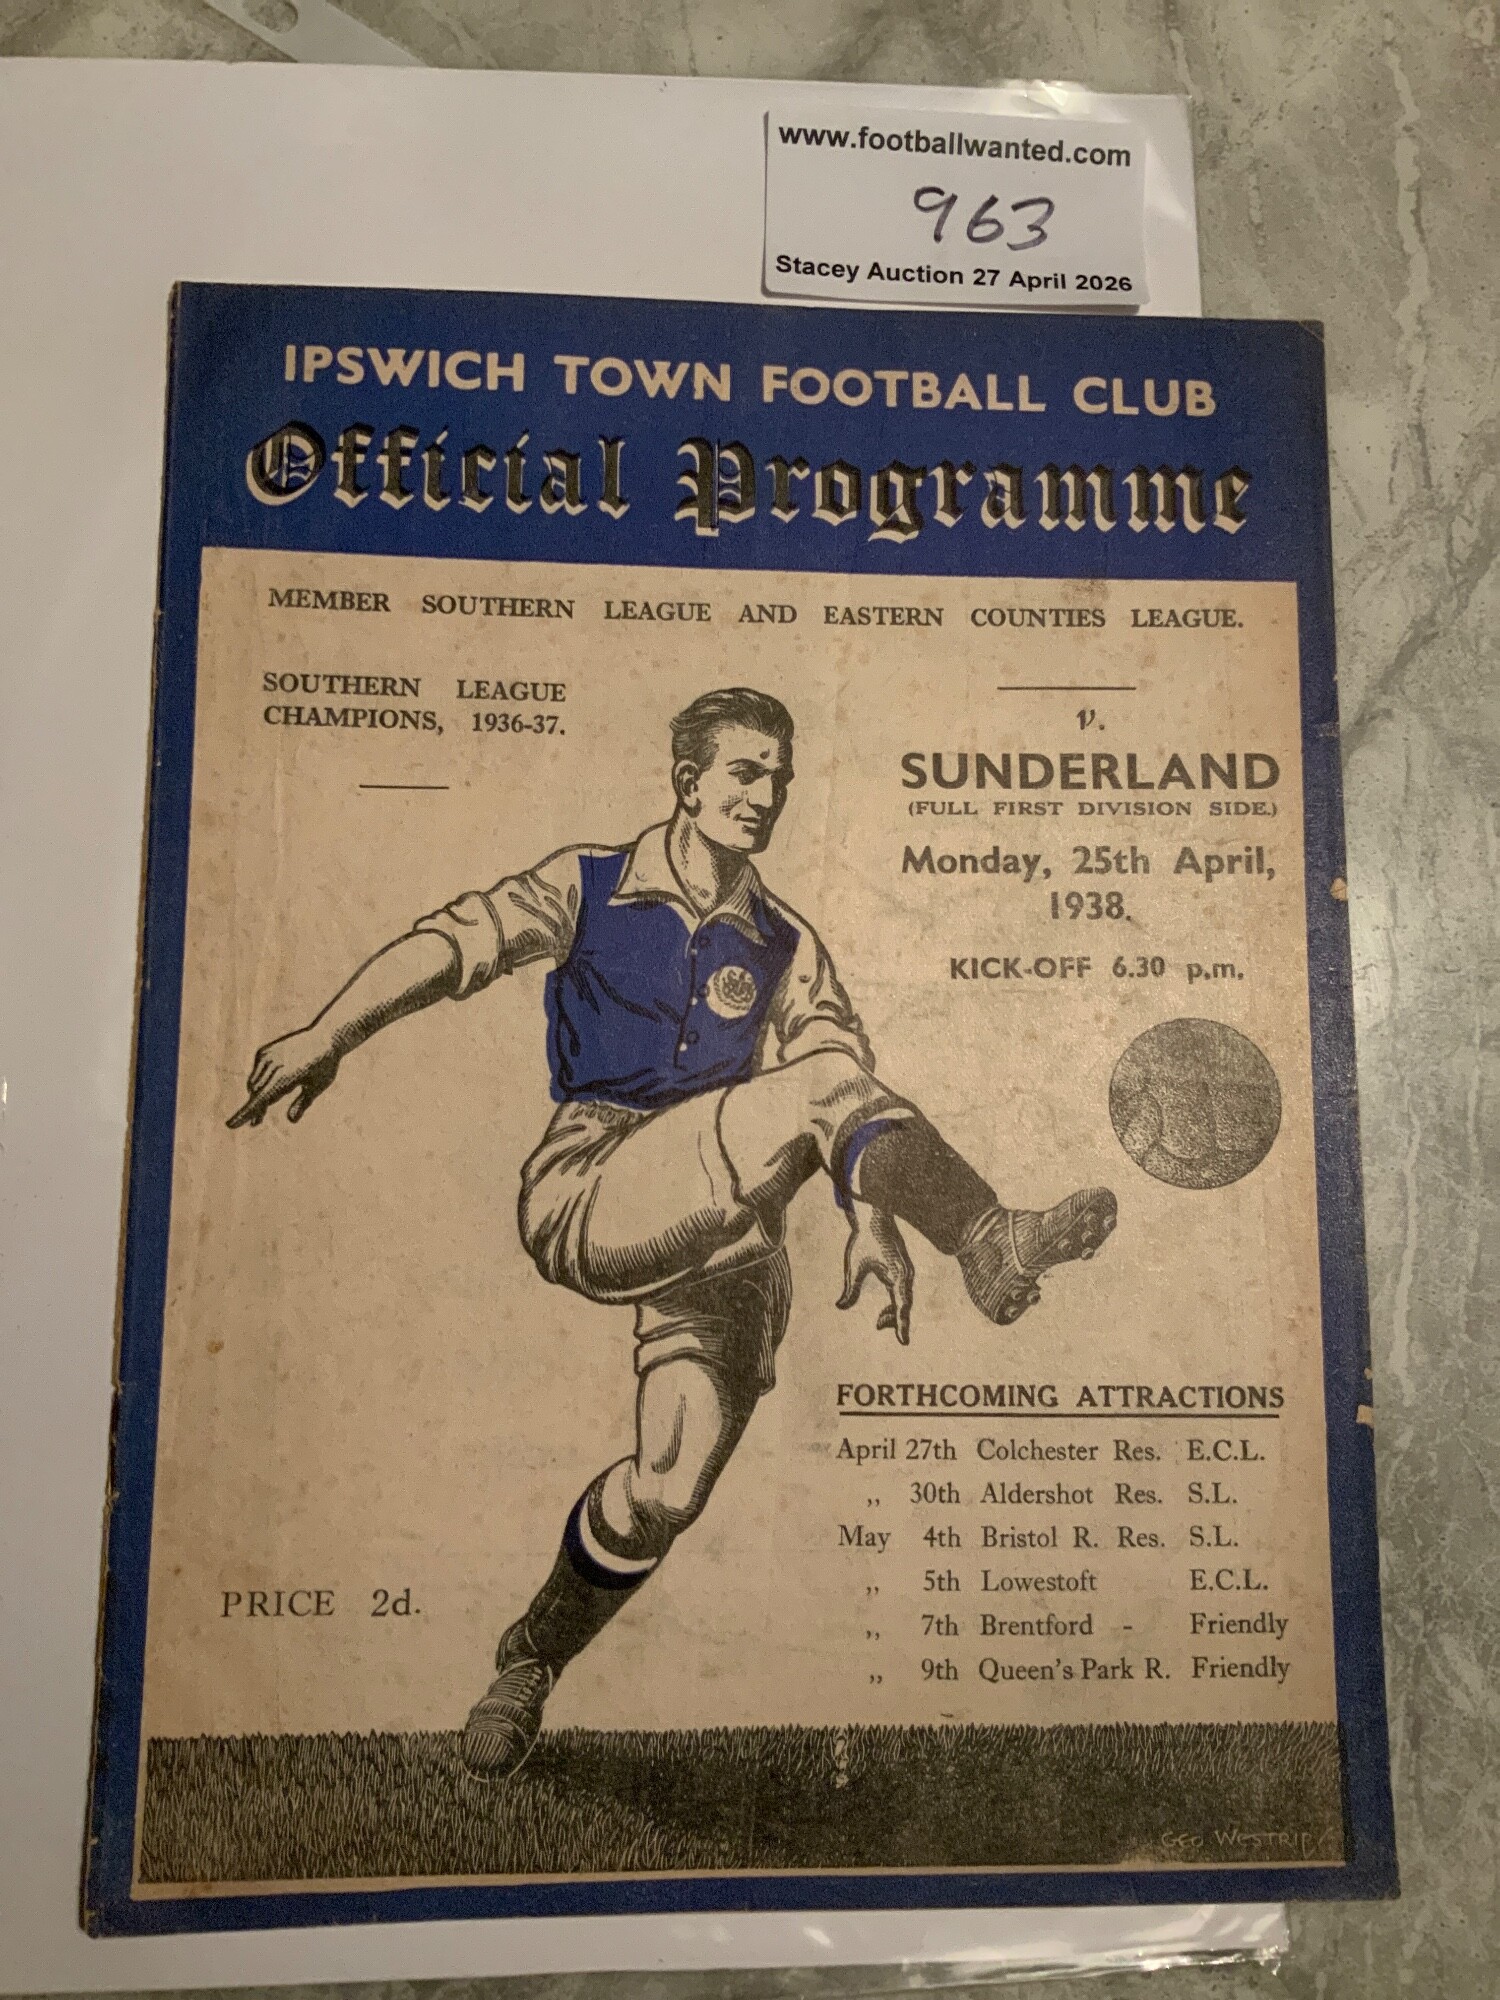 www.footballwanted.com
963
Stacey Auction 27 April 2026
IPSWICH TOWN FOOTBALL CLUB
Official Programme
MEMBER SOUTHERN LEAGUE AND EASTERN COUNTIES LEAGUE.
SOUTHERN LEAGUE
CHAMPIONS, 1936-37.
v.
SUNDERLAND
(FULL FIRST DIVISION SIDE.)
Monday, 25th April,
1938.
KICK-OFF 6.30 p.m.
FORTHCOMING ATTRACTIONS
April 27th Colchester Res. E.C.L.
,, 30th Aldershot Res. S.L.
May 4th Bristol R. Res. S.L.
,, 5th Lowestoft E.C.L.
,, 7th Brentford - Friendly
,, 9th Queen's Park R. Friendly
PRICE 2d.
GEO WESTRIP